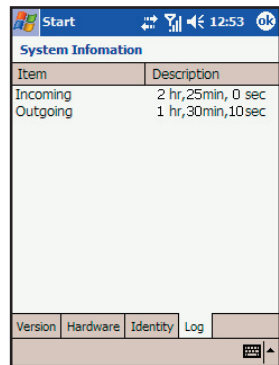 Start 12:53 ok
System Infomation
Item Description
Incoming 2 hr,25min, 0 sec
Outgoing 1 hr,30min,10sec
Version Hardware Identity Log